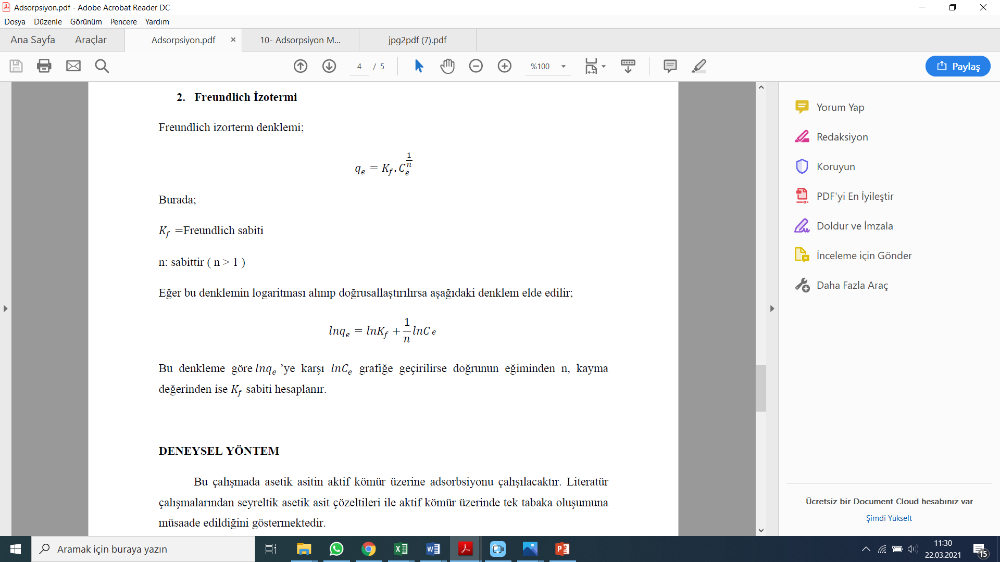 Adsorpsiyon.pdf - Adobe Acrobat Reader DC
Dosya Düzenle Görünüm Pencere Yardım
Ana Sayfa Araçlar Adsorpsiyon.pdf × 10- Adsorpsiyon M... jpg2pdf (7).pdf
4 / 5 %100 Paylaş
2. Freundlich İzotermi
Freundlich izorterm denklemi;
q_e = K_f . C_e^{1/n}
Burada;
K_f =Freundlich sabiti
n: sabittir ( n > 1 )
Eğer bu denklemin logaritması alınıp doğrusallaştırılırsa aşağıdaki denklem elde edilir;
lnq_e = lnK_f + 1/n lnC e
Bu denkleme göre lnq_e ’ye karşı lnC_e grafiğe geçirilirse doğrunun eğiminden n, kayma
değerinden ise K_f sabiti hesaplanır.
DENEYSEL YÖNTEM
Bu çalışmada asetik asitin aktif kömür üzerine adsorbsiyonu çalışılacaktır. Literatür
çalışmalarından seyreltik asetik asit çözeltileri ile aktif kömür üzerinde tek tabaka oluşumuna
müsaade edildiğini göstermektedir.
Yorum Yap
Redaksiyon
Koruyun
PDF'yi En İyileştir
Doldur ve İmzala
İnceleme için Gönder
Daha Fazla Araç
Ücretsiz bir Document Cloud hesabınız var
Şimdi Yükselt
Aramak için buraya yazın
11:30
22.03.2021
15